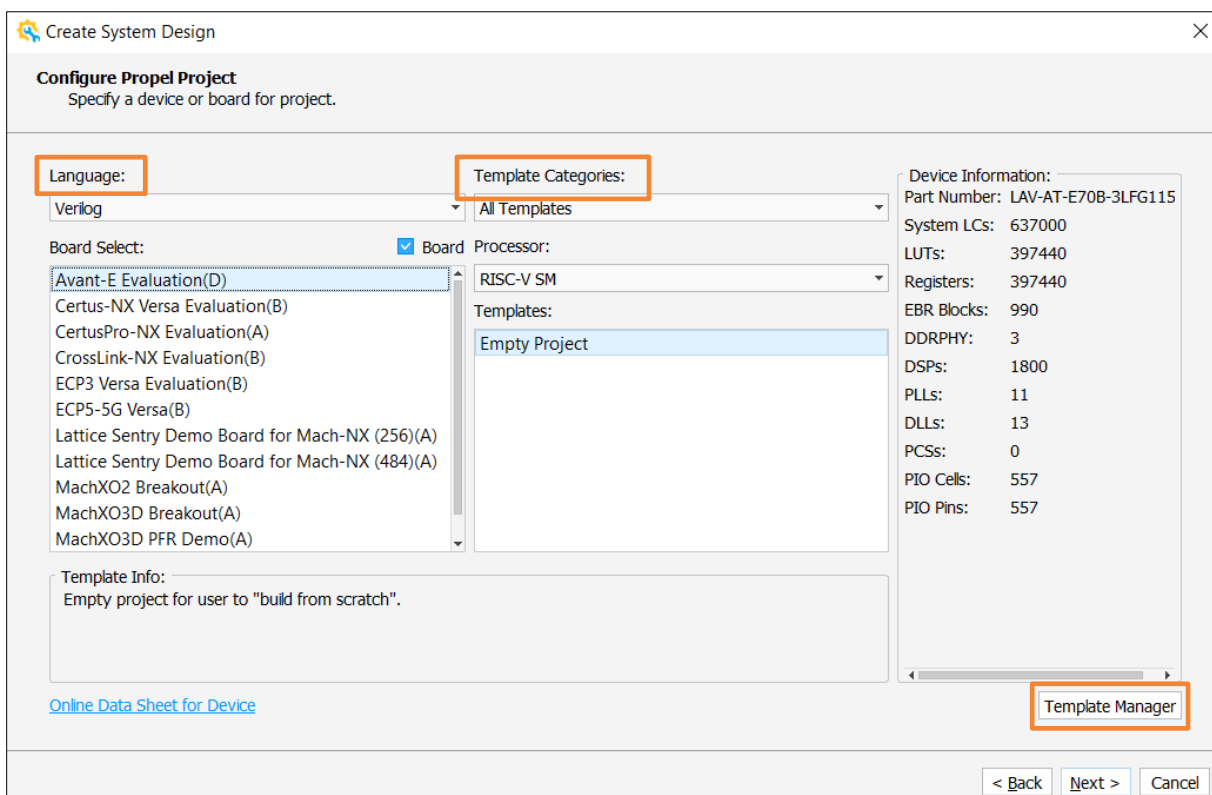 Create System Design
Configure Propel Project
Specify a device or board for project.
Language:
Verilog
Board Select:
Board
Avant-E Evaluation(D)
Certus-NX Versa Evaluation(B)
CertusPro-NX Evaluation(A)
CrossLink-NX Evaluation(B)
ECP3 Versa Evaluation(B)
ECP5-5G Versa(B)
Lattice Sentry Demo Board for Mach-NX (256)(A)
Lattice Sentry Demo Board for Mach-NX (484)(A)
MachXO2 Breakout(A)
MachXO3D Breakout(A)
MachXO3D PFR Demo(A)
Template Categories:
All Templates
Processor:
RISC-V SM
Templates:
Empty Project
Device Information:
Part Number: LAV-AT-E70B-3LFG115
System LCs: 637000
LUTs: 397440
Registers: 397440
EBR Blocks: 990
DDRPHY: 3
DSPs: 1800
PLLs: 11
DLLs: 13
PCSs: 0
PIO Cells: 557
PIO Pins: 557
Template Info:
Empty project for user to "build from scratch".
Online Data Sheet for Device
Template Manager
< Back
Next >
Cancel